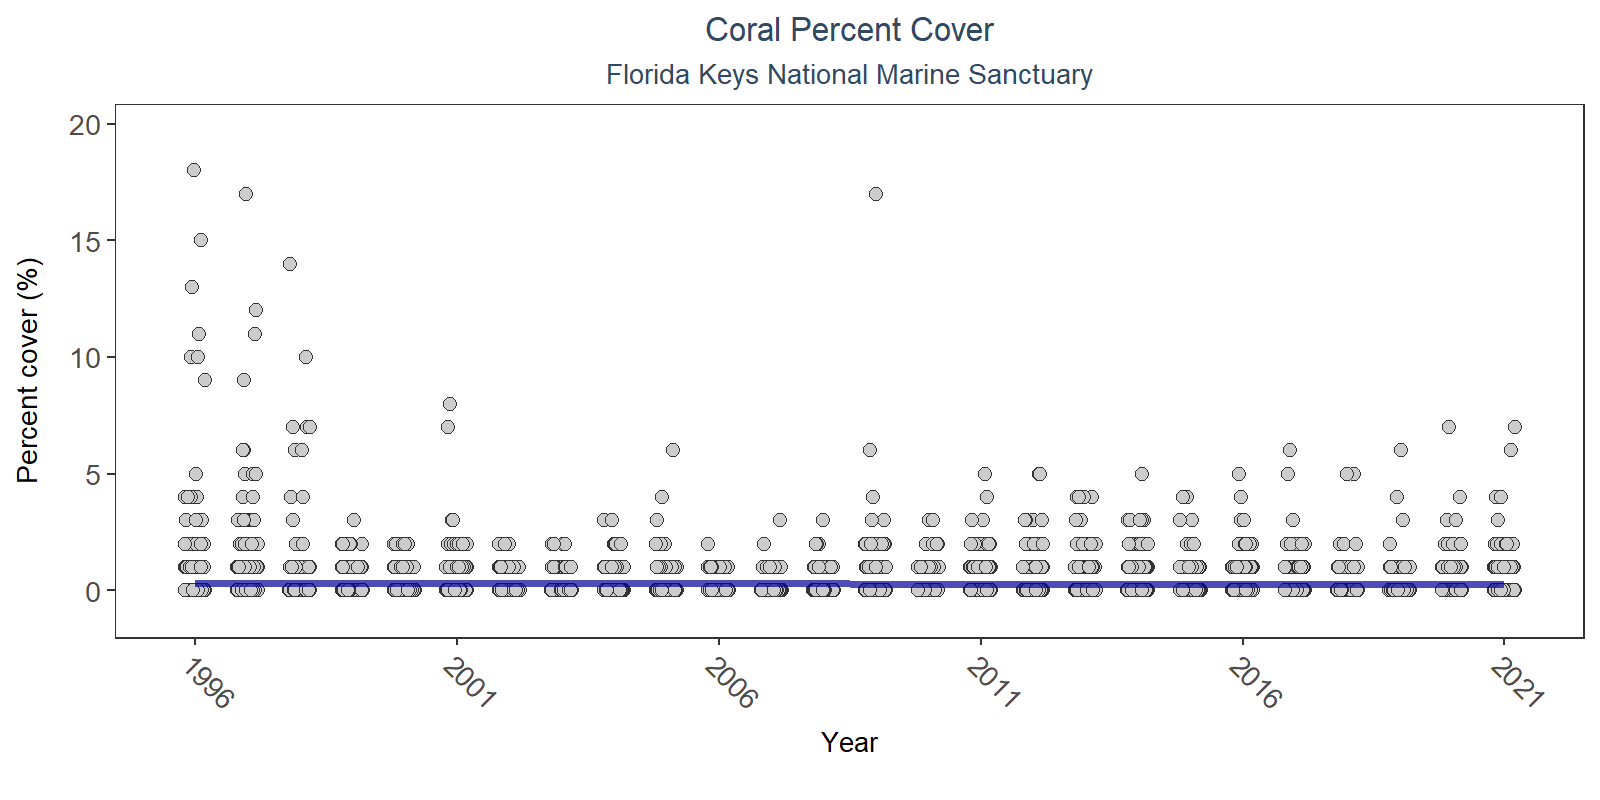 Coral Percent Cover
Florida Keys National Marine Sanctuary
Percent cover (%)
20
15
10
5
0
1996
2001
2006
2011
2016
2021
Year